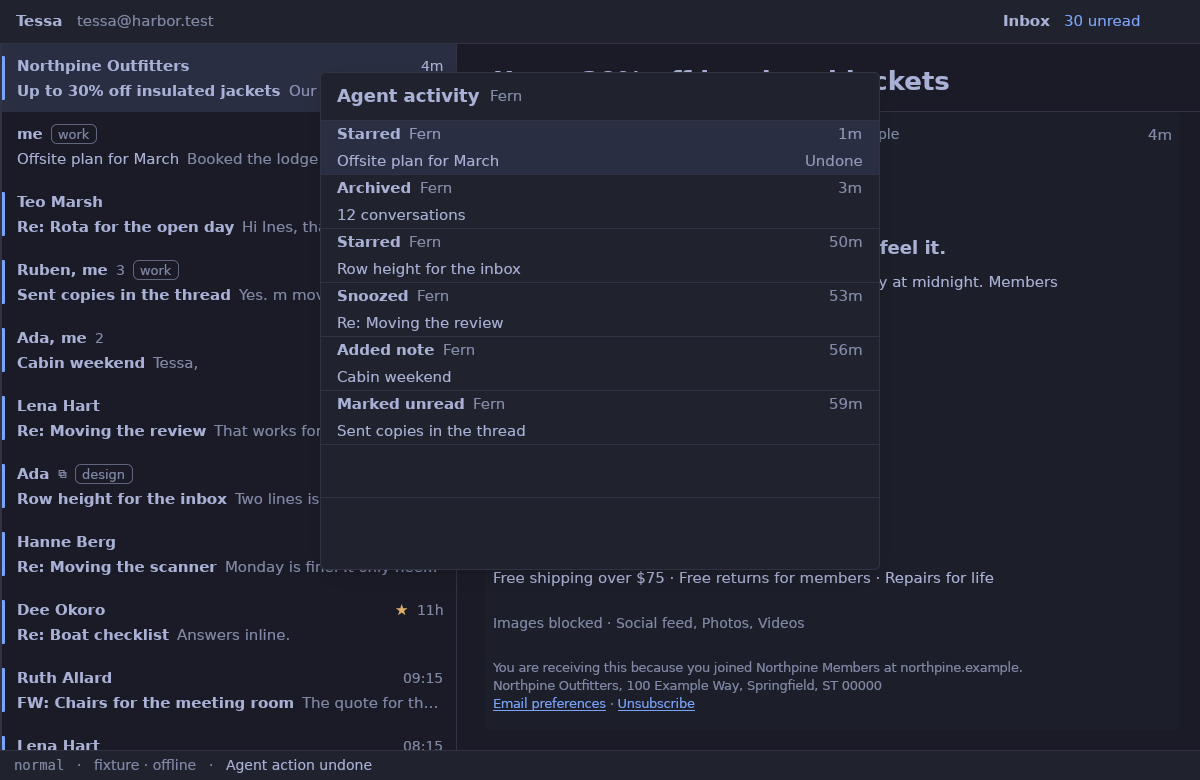 Tessa tessa@harbor.test Inbox 30 unread
Northpine Outfitters 4m
Up to 30% off insulated jackets Our
me work
Offsite plan for March Booked the lodge
Teo Marsh
Re: Rota for the open day Hi Ines, tha
Ruben, me 3 work
Sent copies in the thread Yes. m mov
Ada, me 2
Cabin weekend Tessa,
Lena Hart
Re: Moving the review That works for
Ada design
Row height for the inbox Two lines is
Hanne Berg
Re: Moving the scanner Monday is fine.
Dee Okoro ★ 11h
Re: Boat checklist Answers inline.
Ruth Allard 09:15
FW: Chairs for the meeting room The quote for th…
Lena Hart 08:15
Agent activity Fern
Starred Fern 1m
Offsite plan for March Undone
Archived Fern 3m
12 conversations
Starred Fern 50m
Row height for the inbox
Snoozed Fern 53m
Re: Moving the review
Added note Fern 56m
Cabin weekend
Marked unread Fern 59m
Sent copies in the thread
ckets
ple 4m
feel it.
y at midnight. Members
Free shipping over $75 · Free returns for members · Repairs for life
Images blocked · Social feed, Photos, Videos
You are receiving this because you joined Northpine Members at northpine.example.
Northpine Outfitters, 100 Example Way, Springfield, ST 00000
Email preferences · Unsubscribe
normal · fixture · offline · Agent action undone